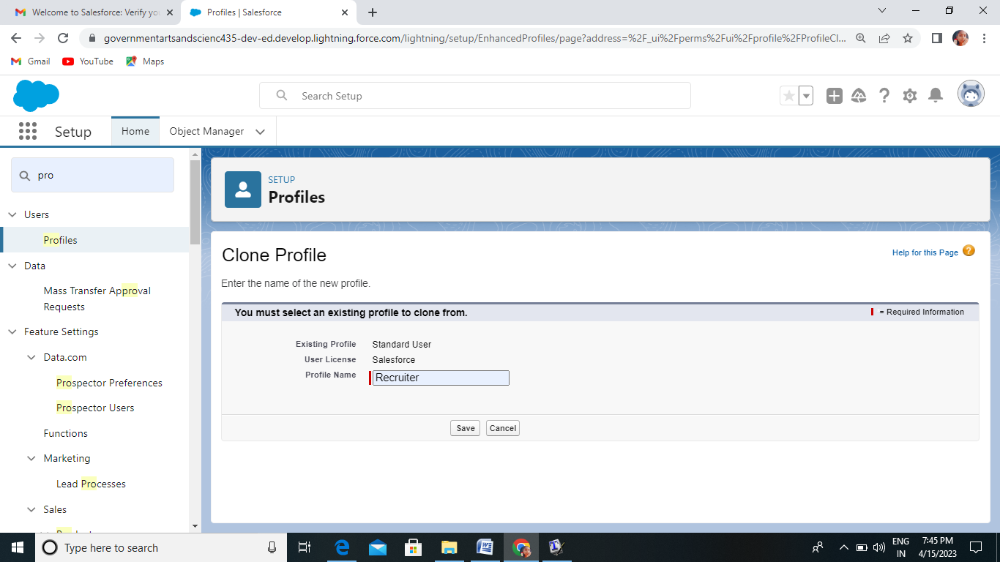 Welcome to Salesforce: Verify yo
Profiles | Salesforce
governmentartsandscienc435-dev-ed.develop.lightning.force.com/lightning/setup/EnhancedProfiles/page?address=%2F_ui%2Fperms%2Fui%2Fprofile%2FProfileCl...
Gmail
YouTube
Maps
Search Setup
Setup
Home
Object Manager
pro
Users
Profiles
Data
Mass Transfer Approval
Requests
Feature Settings
Data.com
Prospector Preferences
Prospector Users
Functions
Marketing
Lead Processes
Sales
SETUP
Profiles
Clone Profile
Help for this Page
Enter the name of the new profile.
You must select an existing profile to clone from.
= Required Information
Existing Profile Standard User
User License Salesforce
Profile Name Recruiter
Save Cancel
Type here to search
ENG
IN
7:45 PM
4/15/2023